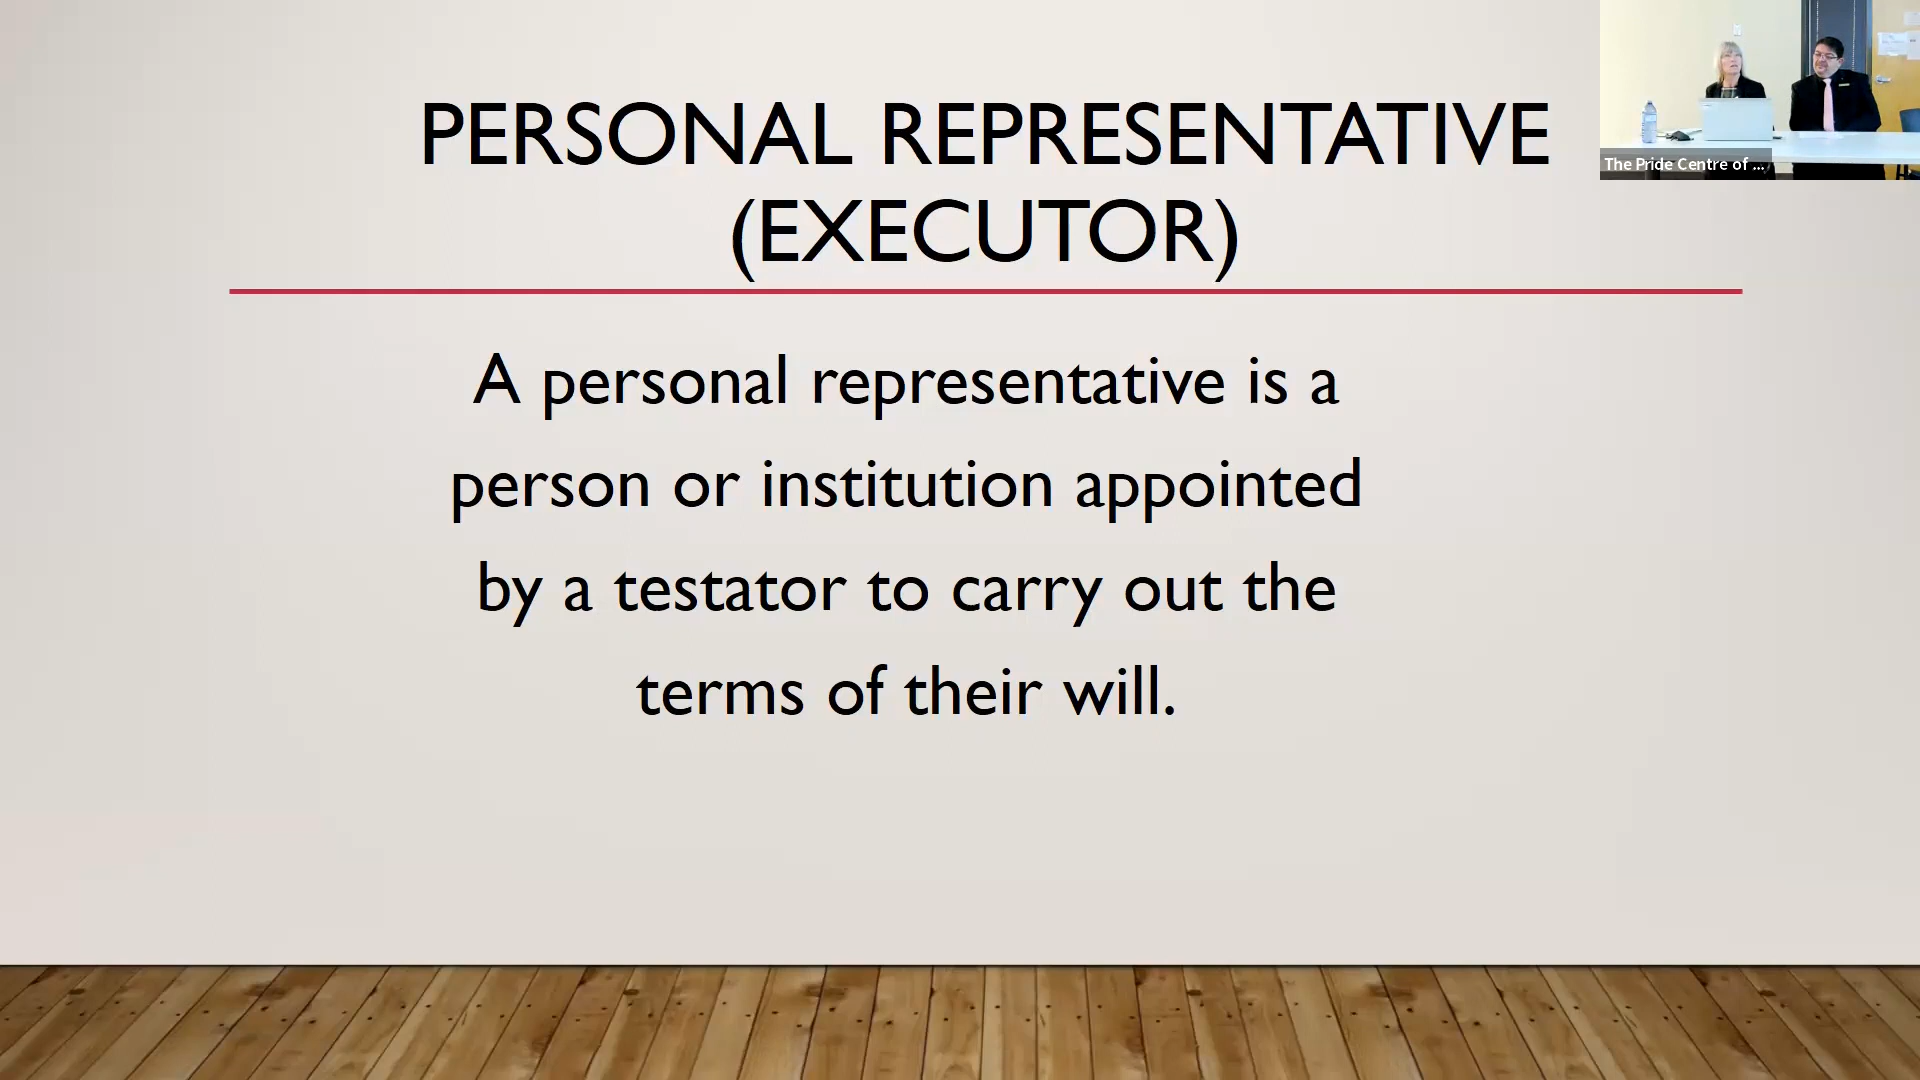 PERSONAL REPRESENTATIVE
(EXECUTOR)
A personal representative is a
person or institution appointed
by a testator to carry out the
terms of their will.
The Pride Centre of ...